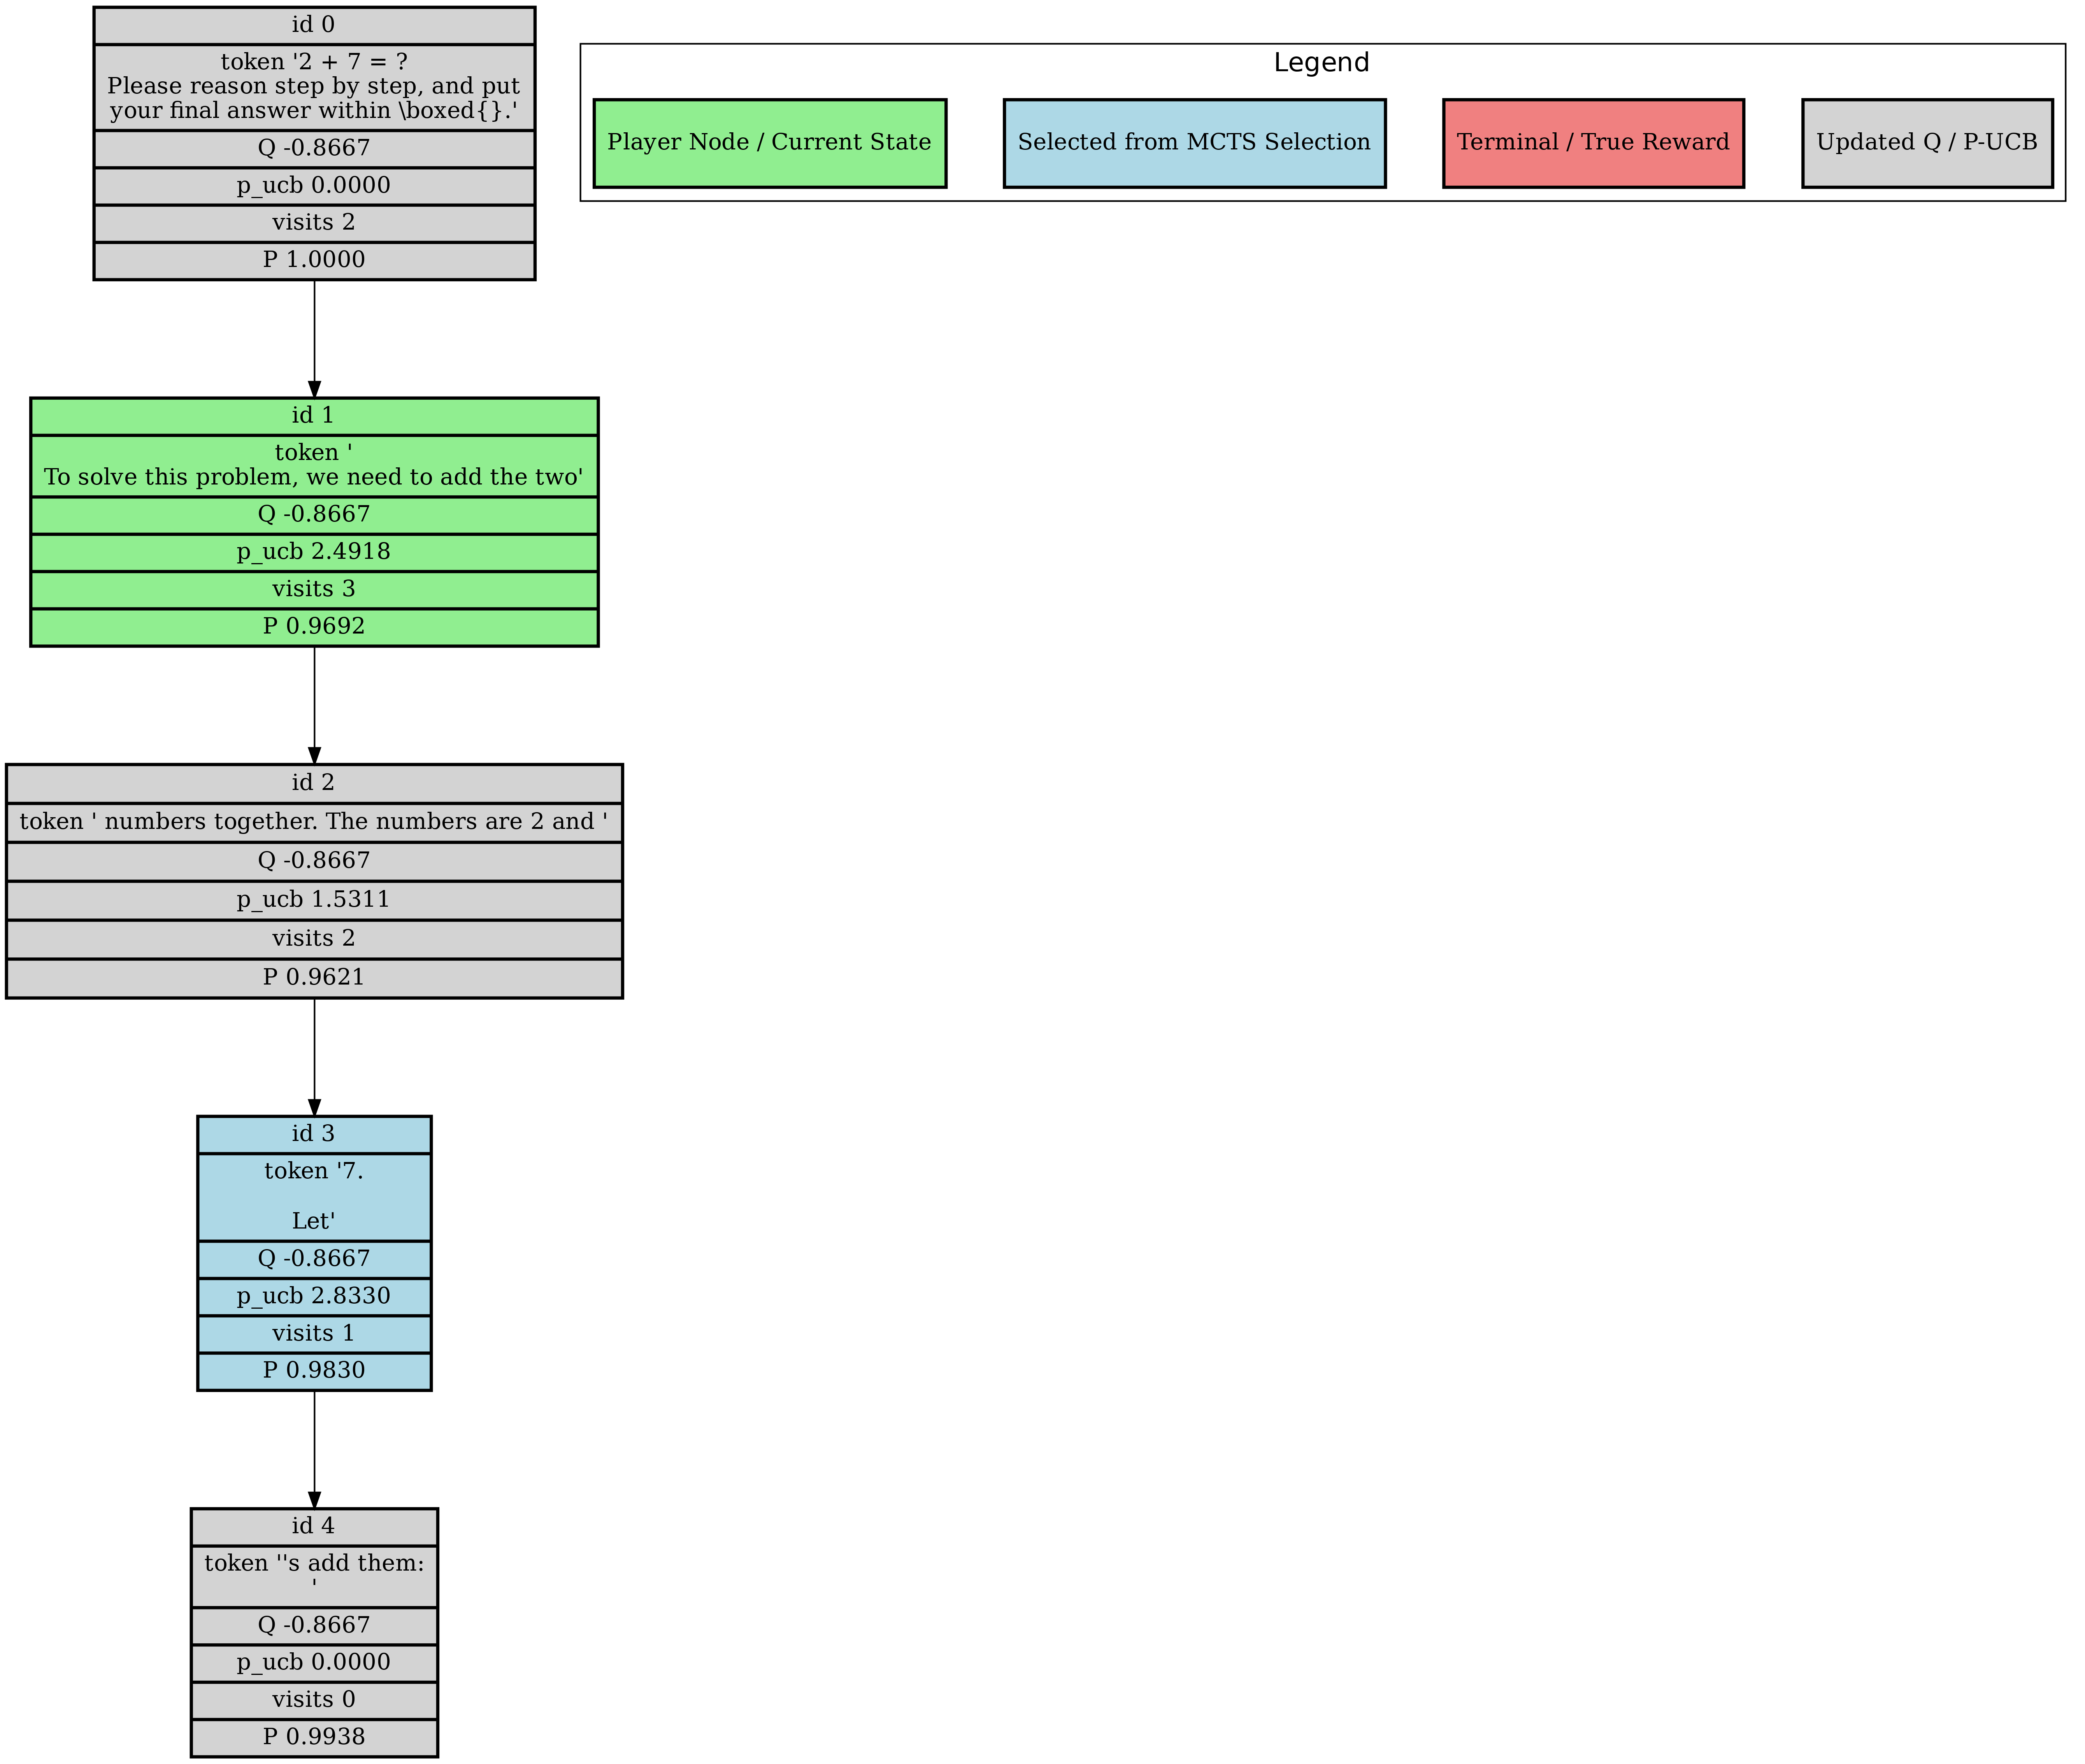 id 0
token '2 + 7 = ?
Please reason step by step, and put
your final answer within \boxed{}.'
Q -0.8667
p_ucb 0.0000
visits 2
P 1.0000
Legend
Player Node / Current State
Selected from MCTS Selection
Terminal / True Reward
Updated Q / P-UCB
id 1
token '
To solve this problem, we need to add the two'
Q -0.8667
p_ucb 2.4918
visits 3
P 0.9692
id 2
token ' numbers together. The numbers are 2 and '
Q -0.8667
p_ucb 1.5311
visits 2
P 0.9621
id 3
token '7.
Let'
Q -0.8667
p_ucb 2.8330
visits 1
P 0.9830
id 4
token ''s add them:
'
Q -0.8667
p_ucb 0.0000
visits 0
P 0.9938